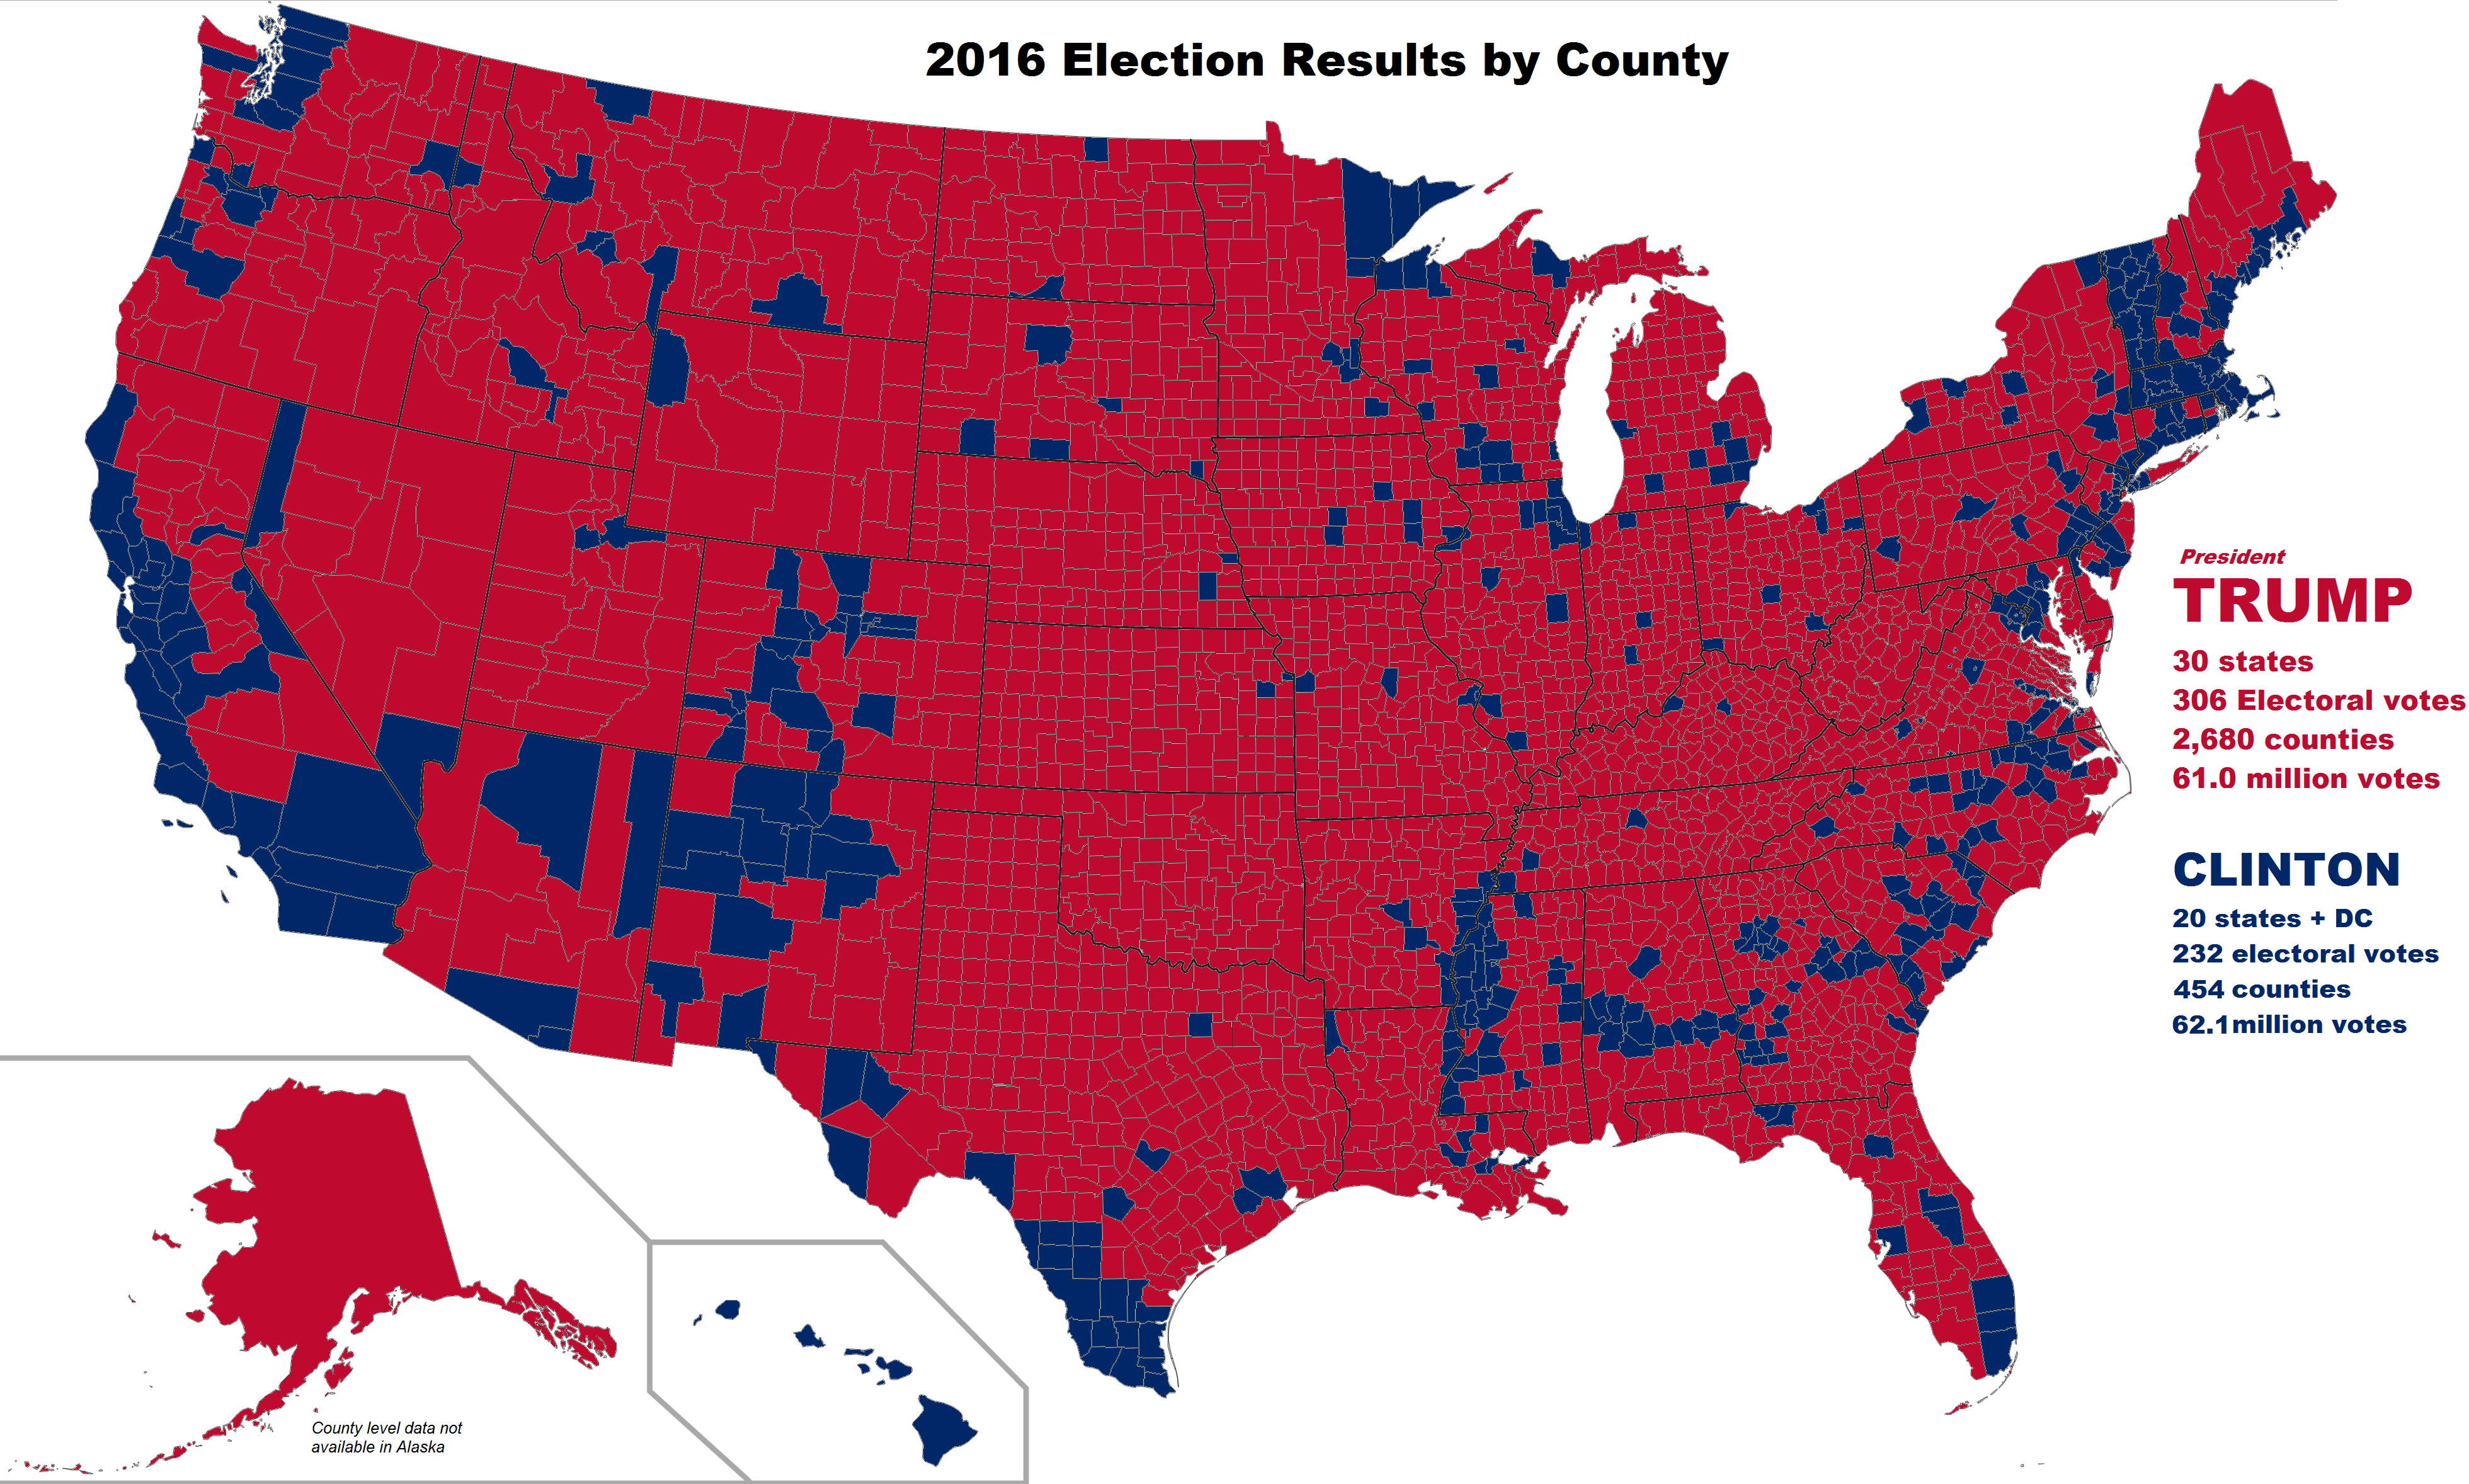 2016 Election Results by County
President
TRUMP
30 states
306 Electoral votes
2,680 counties
61.0 million votes
CLINTON
20 states + DC
232 electoral votes
454 counties
62.1million votes
County level data not
available in Alaska